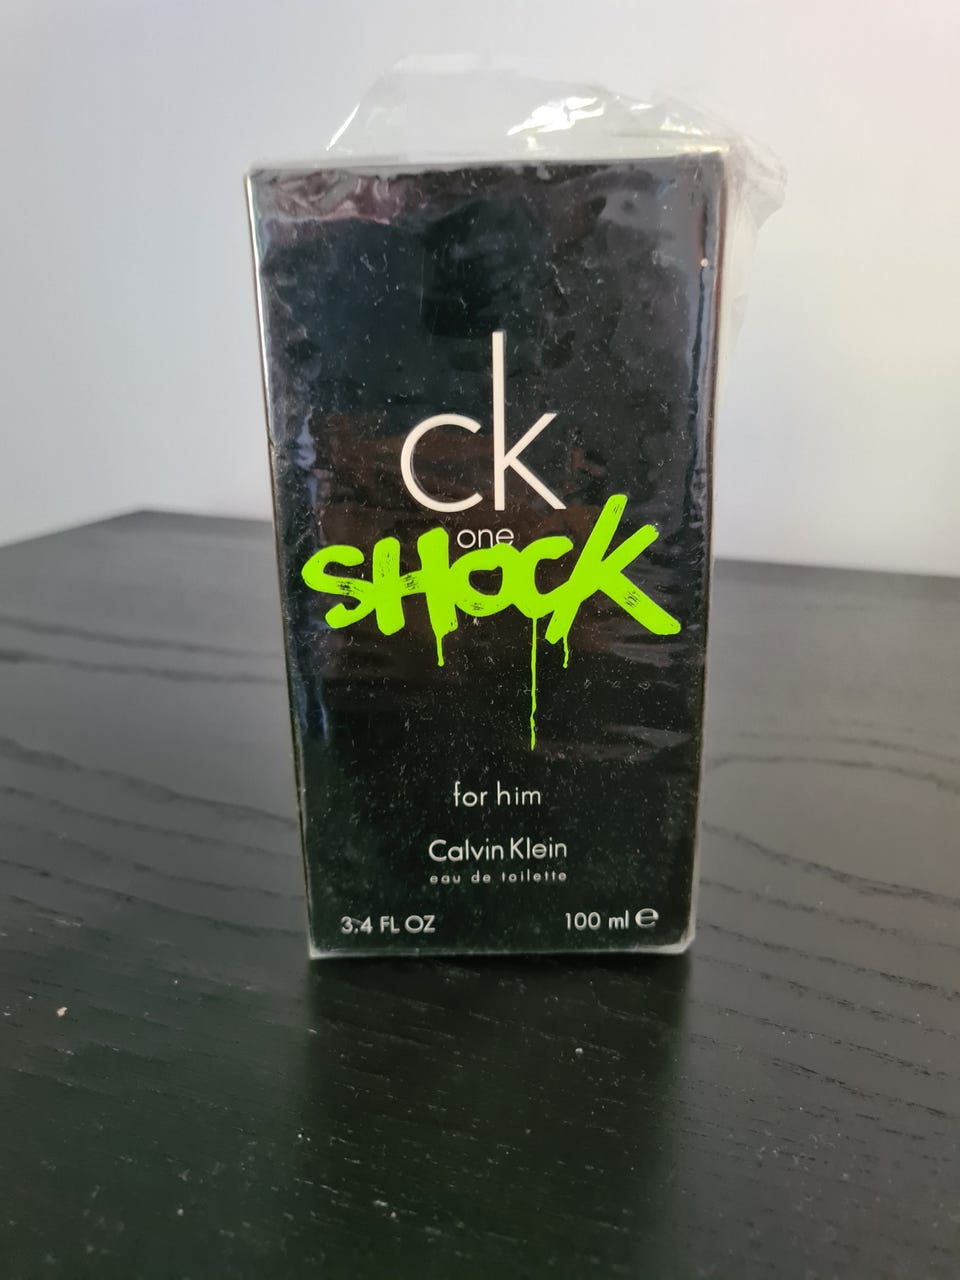 ck
one
SHOCK
for him
Calvin Klein
eau de toilette
3.4 FL OZ 100 ml ℮